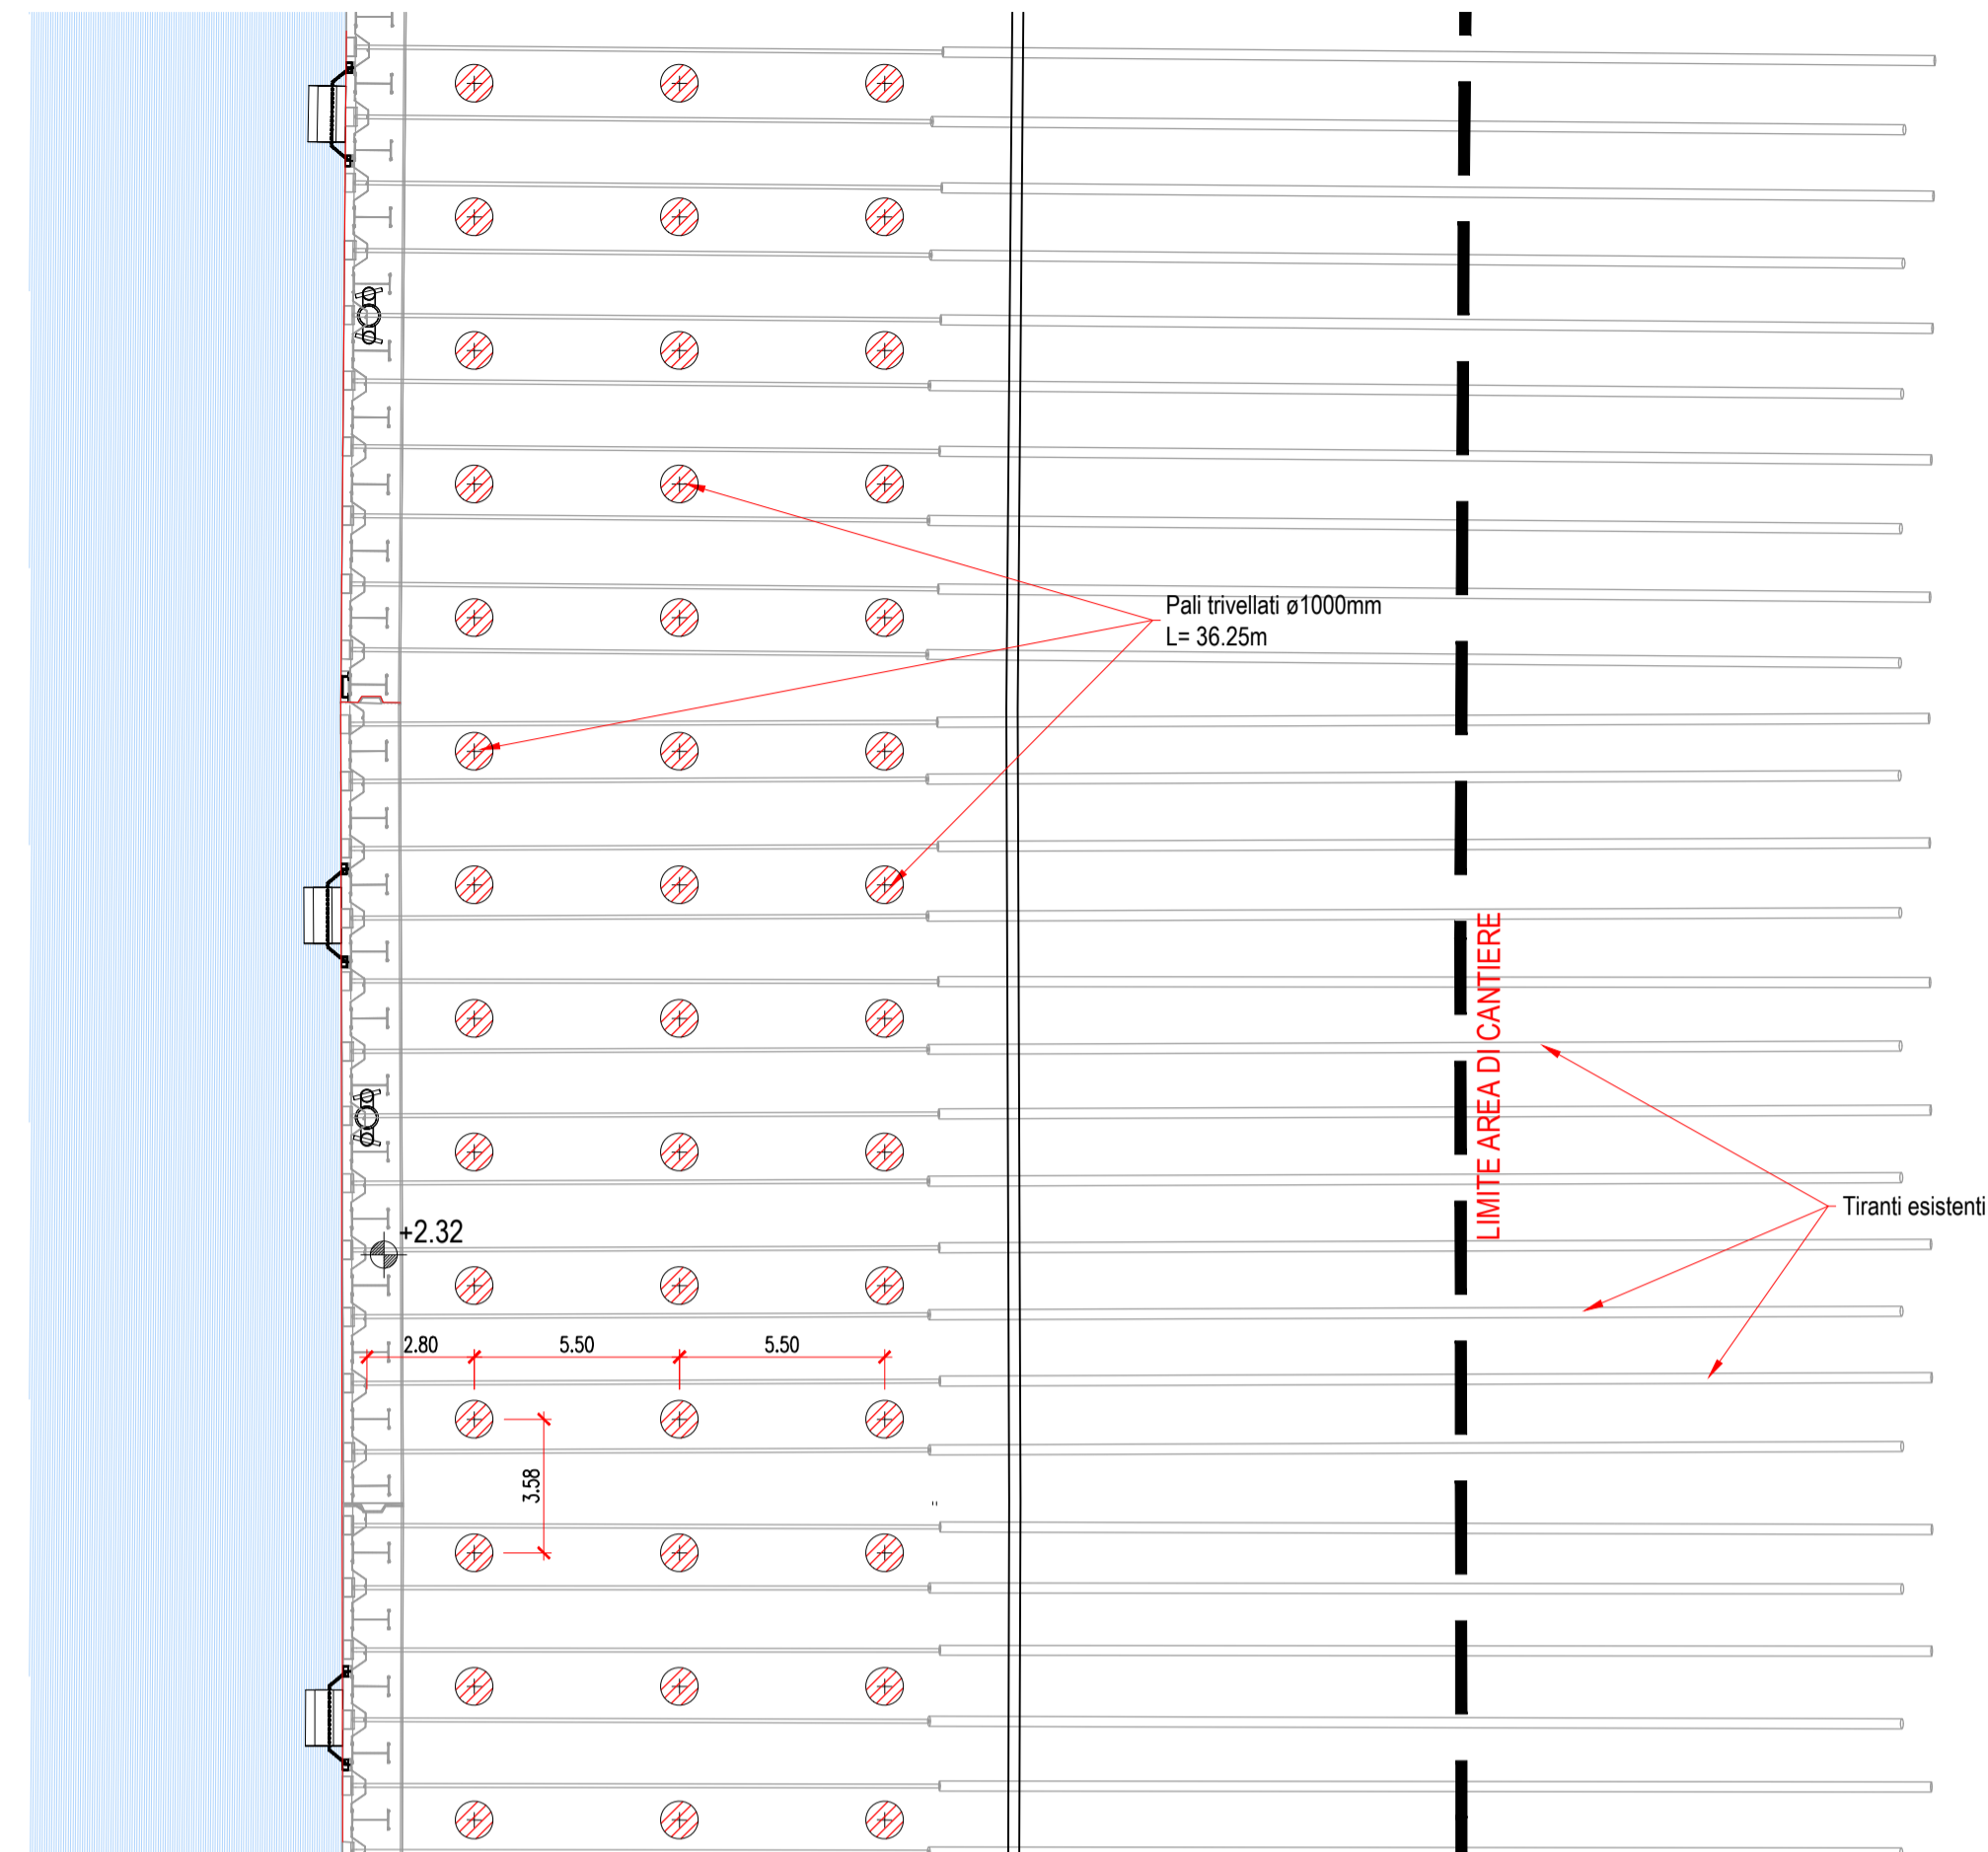 Pali trivellati ø1000mm
L= 36.25m
LIMITE AREA DI CANTIERE
Tiranti esistenti
+2.32
2.80
5.50
5.50
3.58